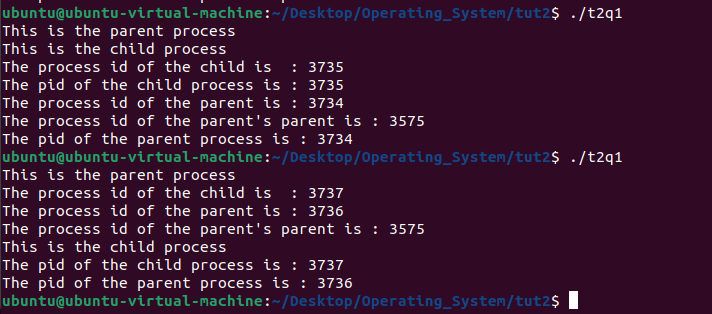 ubuntu@ubuntu-virtual-machine:~/Desktop/Operating_System/tut2$ ./t2q1
This is the parent process
This is the child process
The process id of the child is  : 3735
The pid of the child process is : 3735
The process id of the parent is : 3734
The process id of the parent's parent is : 3575
The pid of the parent process is : 3734
ubuntu@ubuntu-virtual-machine:~/Desktop/Operating_System/tut2$ ./t2q1
This is the parent process
The process id of the child is  : 3737
The process id of the parent is : 3736
The process id of the parent's parent is : 3575
This is the child process
The pid of the child process is : 3737
The pid of the parent process is : 3736
ubuntu@ubuntu-virtual-machine:~/Desktop/Operating_System/tut2$